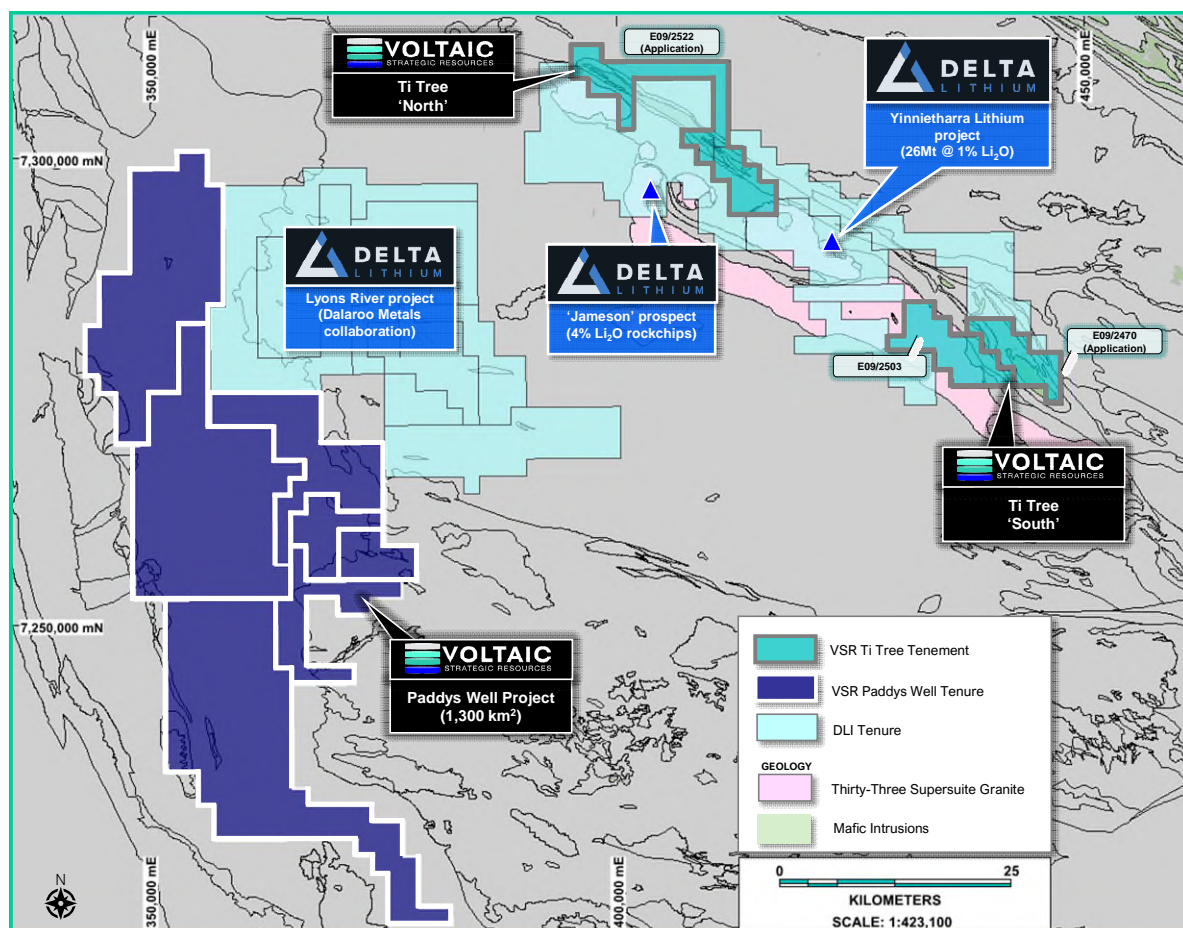 350,000 mE
VOLTAIC
STRATEGIC RESOURCES
Ti Tree
'North'
E09/2522
(Application)
DELTA
LITHIUM
Yinnietharra Lithium
project
(26Mt @ 1% Li₂O)
450,000 mE
7,300,000 mN
DELTA
LITHIUM
Lyons River project
(Dalaroo Metals
collaboration)
DELTA
LITHIUM
'Jameson' prospect
(4% Li₂O rockchips)
E09/2503
E09/2470
(Application)
VOLTAIC
STRATEGIC RESOURCES
Ti Tree
'South'
7,250,000 mN
VOLTAIC
STRATEGIC RESOURCES
Paddys Well Project
(1,300 km²)
VSR Ti Tree Tenement
VSR Paddys Well Tenure
DLI Tenure
GEOLOGY
Thirty-Three Supersuite Granite
Mafic Intrusions
0 25
KILOMETERS
SCALE: 1:423,100
N
350,000 mE
400,000 mE